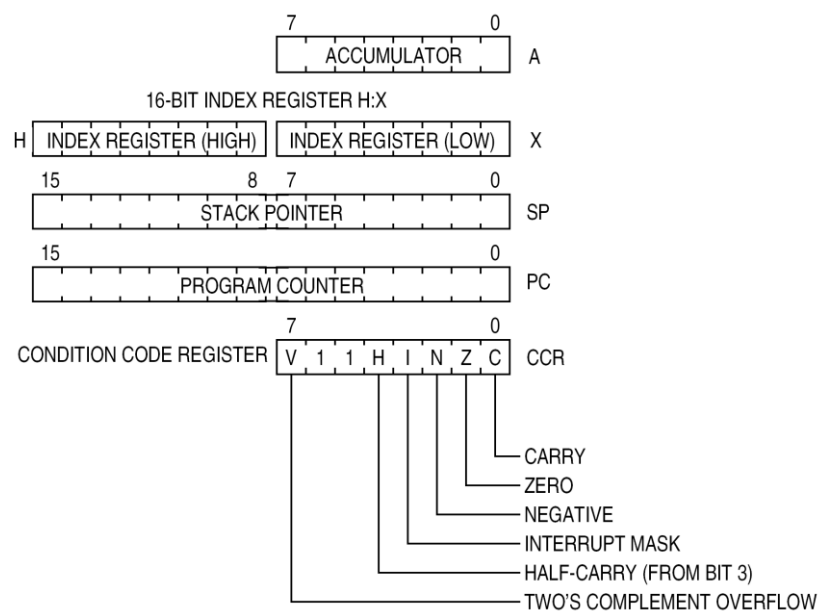 7 0
ACCUMULATOR A
16-BIT INDEX REGISTER H:X
H INDEX REGISTER (HIGH) INDEX REGISTER (LOW) X
15 8 7 0
STACK POINTER SP
15 0
PROGRAM COUNTER PC
7 0
CONDITION CODE REGISTER V 1 1 H I N Z C CCR
CARRY
ZERO
NEGATIVE
INTERRUPT MASK
HALF-CARRY (FROM BIT 3)
TWO'S COMPLEMENT OVERFLOW